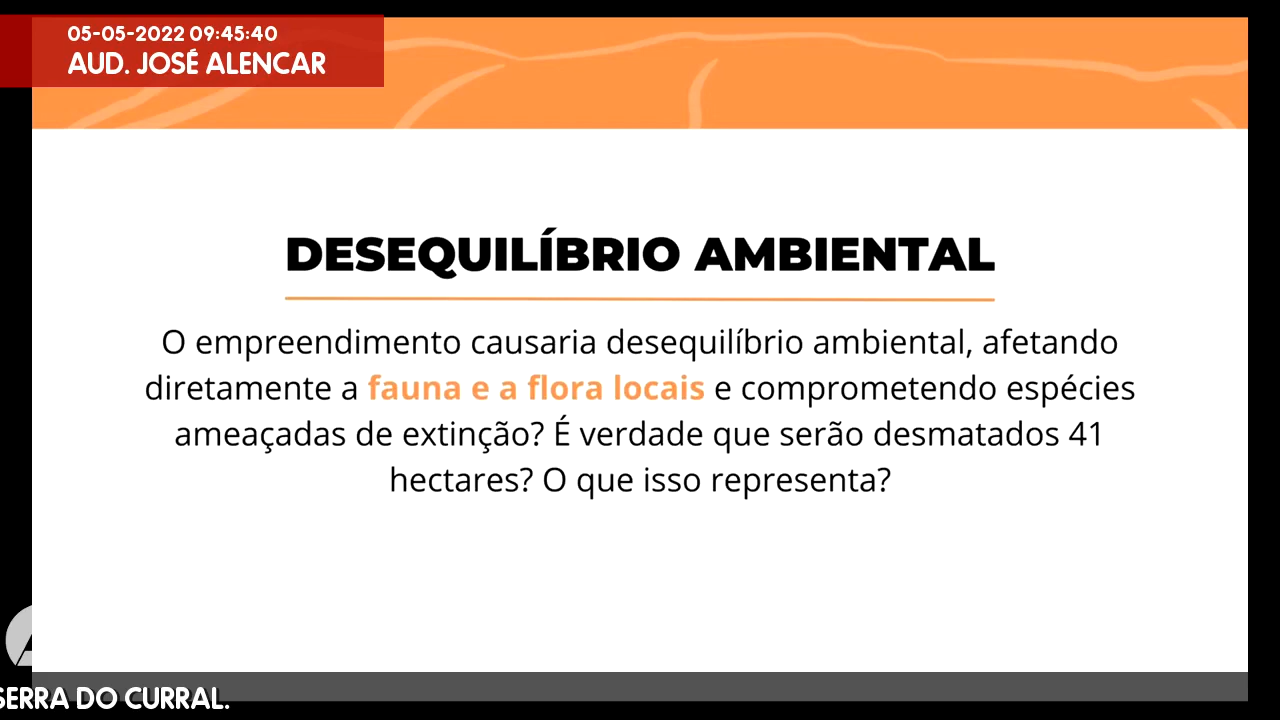 05-05-2022 09:45:40
AUD. JOSÉ ALENCAR
DESEQUILÍBRIO AMBIENTAL
O empreendimento causaria desequilíbrio ambiental, afetando
diretamente a fauna e a flora locais e comprometendo espécies
ameaçadas de extinção? É verdade que serão desmatados 41
hectares? O que isso representa?
SERRA DO CURRAL.